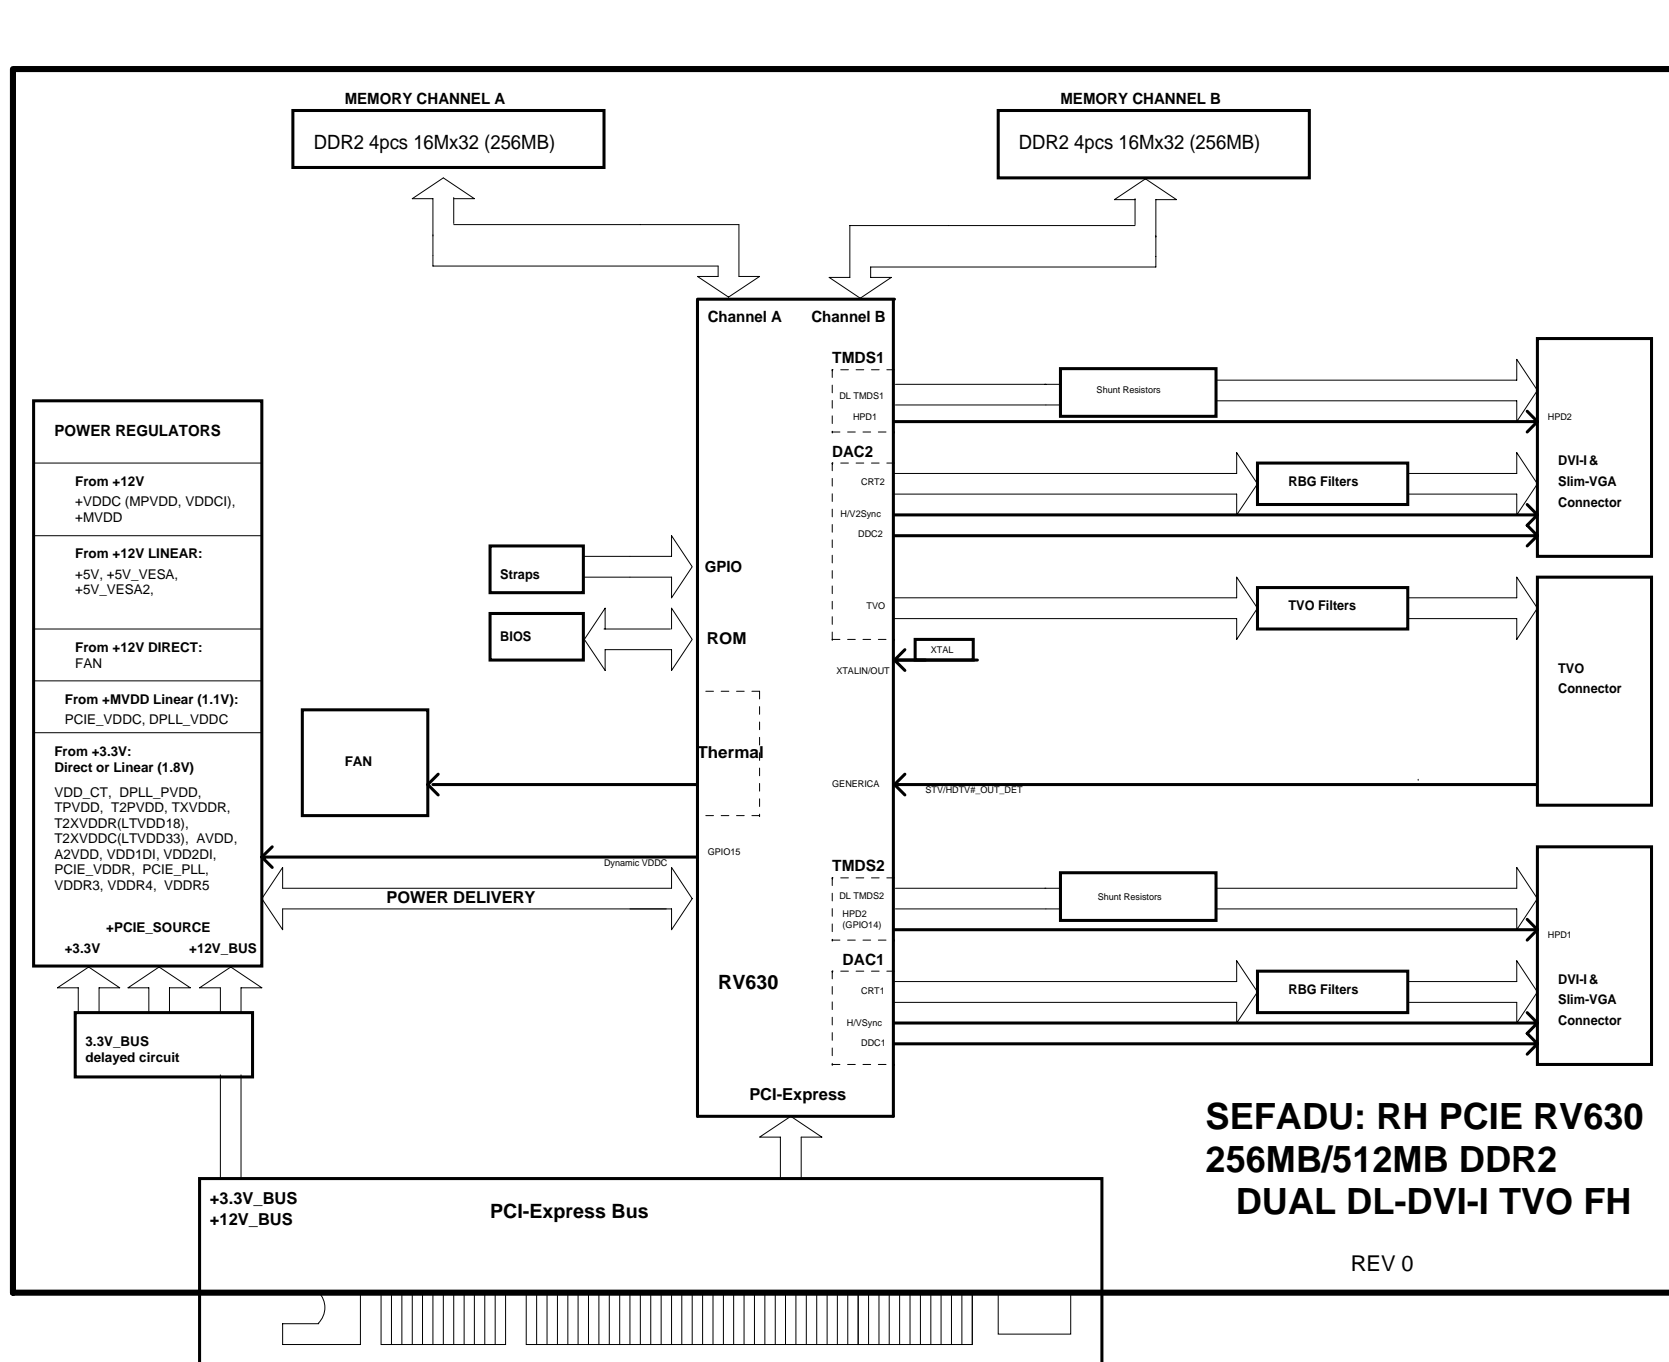 MEMORY CHANNEL A
DDR2 4pcs 16Mx32 (256MB)
MEMORY CHANNEL B
DDR2 4pcs 16Mx32 (256MB)
Channel A
Channel B
TMDS1
DL TMDS1
HPD1
Shunt Resistors
HPD2
DAC2
CRT2
RBG Filters
H/V2Sync
DDC2
DVI-I &
Slim-VGA
Connector
TVO
TVO Filters
XTAL
XTALIN/OUT
TVO
Connector
GENERICA
STV/HDTV#_OUT_DET
POWER REGULATORS
From +12V
+VDDC (MPVDD, VDDCI),
+MVDD
From +12V LINEAR:
+5V, +5V_VESA,
+5V_VESA2,
From +12V DIRECT:
FAN
From +MVDD Linear (1.1V):
PCIE_VDDC, DPLL_VDDC
From +3.3V:
Direct or Linear (1.8V)
VDD_CT, DPLL_PVDD,
TPVDD, T2PVDD, TXVDDR,
T2XVDDR(LTVDD18),
T2XVDDC(LTVDD33), AVDD,
A2VDD, VDD1DI, VDD2DI,
PCIE_VDDR, PCIE_PLL,
VDDR3, VDDR4, VDDR5
+PCIE_SOURCE
+3.3V
+12V_BUS
3.3V_BUS
delayed circuit
Straps
GPIO
BIOS
ROM
FAN
Thermal
GPIO15
Dynamic VDDC
POWER DELIVERY
TMDS2
DL TMDS2
HPD2
(GPIO14)
Shunt Resistors
HPD1
RV630
DAC1
CRT1
RBG Filters
H/VSync
DDC1
DVI-I &
Slim-VGA
Connector
PCI-Express
+3.3V_BUS
+12V_BUS
PCI-Express Bus
SEFADU: RH PCIE RV630
256MB/512MB DDR2
DUAL DL-DVI-I TVO FH
REV 0